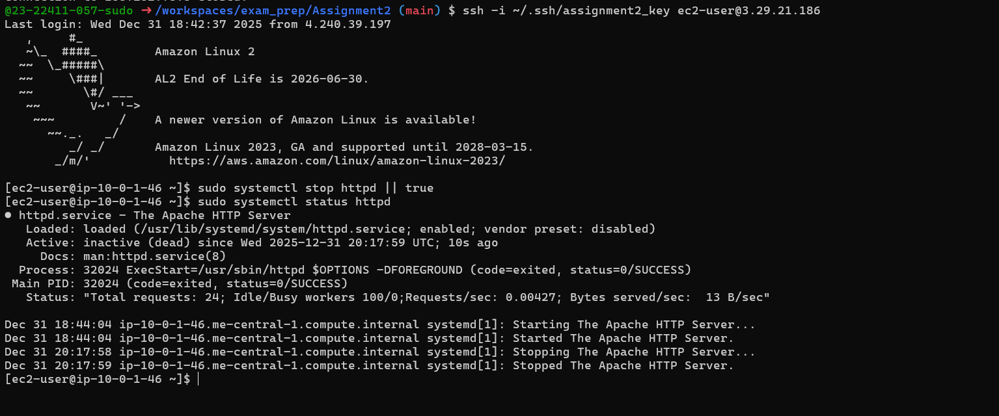 @23-22411-057-sudo ➜/workspaces/exam_prep/Assignment2 (main) $ ssh -i ~/.ssh/assignment2_key ec2-user@3.29.21.186
Last login: Wed Dec 31 18:42:37 2025 from 4.240.39.197
   ,     #_
   ~\_  ####_        Amazon Linux 2
  ~~  \_#####\
  ~~     \###|       AL2 End of Life is 2026-06-30.
  ~~       \#/ ___
   ~~       V~' '->
    ~~~         /    A newer version of Amazon Linux is available!
      ~~._.   _/
         _/ _/       Amazon Linux 2023, GA and supported until 2028-03-15.
       _/m/'           https://aws.amazon.com/linux/amazon-linux-2023/

[ec2-user@ip-10-0-1-46 ~]$ sudo systemctl stop httpd || true
[ec2-user@ip-10-0-1-46 ~]$ sudo systemctl status httpd
● httpd.service - The Apache HTTP Server
   Loaded: loaded (/usr/lib/systemd/system/httpd.service; enabled; vendor preset: disabled)
   Active: inactive (dead) since Wed 2025-12-31 20:17:59 UTC; 10s ago
     Docs: man:httpd.service(8)
  Process: 32024 ExecStart=/usr/sbin/httpd $OPTIONS -DFOREGROUND (code=exited, status=0/SUCCESS)
 Main PID: 32024 (code=exited, status=0/SUCCESS)
   Status: "Total requests: 24; Idle/Busy workers 100/0;Requests/sec: 0.00427; Bytes served/sec:  13 B/sec"

Dec 31 18:44:04 ip-10-0-1-46.me-central-1.compute.internal systemd[1]: Starting The Apache HTTP Server...
Dec 31 18:44:04 ip-10-0-1-46.me-central-1.compute.internal systemd[1]: Started The Apache HTTP Server.
Dec 31 20:17:58 ip-10-0-1-46.me-central-1.compute.internal systemd[1]: Stopping The Apache HTTP Server...
Dec 31 20:17:59 ip-10-0-1-46.me-central-1.compute.internal systemd[1]: Stopped The Apache HTTP Server.
[ec2-user@ip-10-0-1-46 ~]$